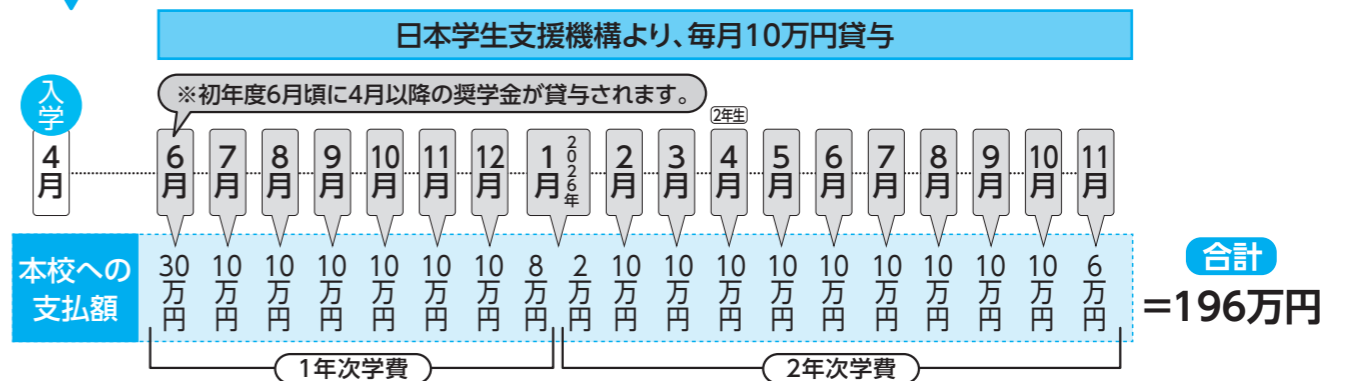 日本学生支援機構より、毎月10万円貸与
入学
※初年度6月頃に4月以降の奨学金が貸与されます。
2年生
4月
6月
7月
8月
9月
10月
11月
12月
1月
2026年
2月
3月
4月
5月
6月
7月
8月
9月
10月
11月
本校への
支払額
30万円
10万円
10万円
10万円
10万円
10万円
10万円
8万円
2万円
10万円
10万円
10万円
10万円
10万円
10万円
10万円
10万円
10万円
6万円
合計
=196万円
1年次学費
2年次学費